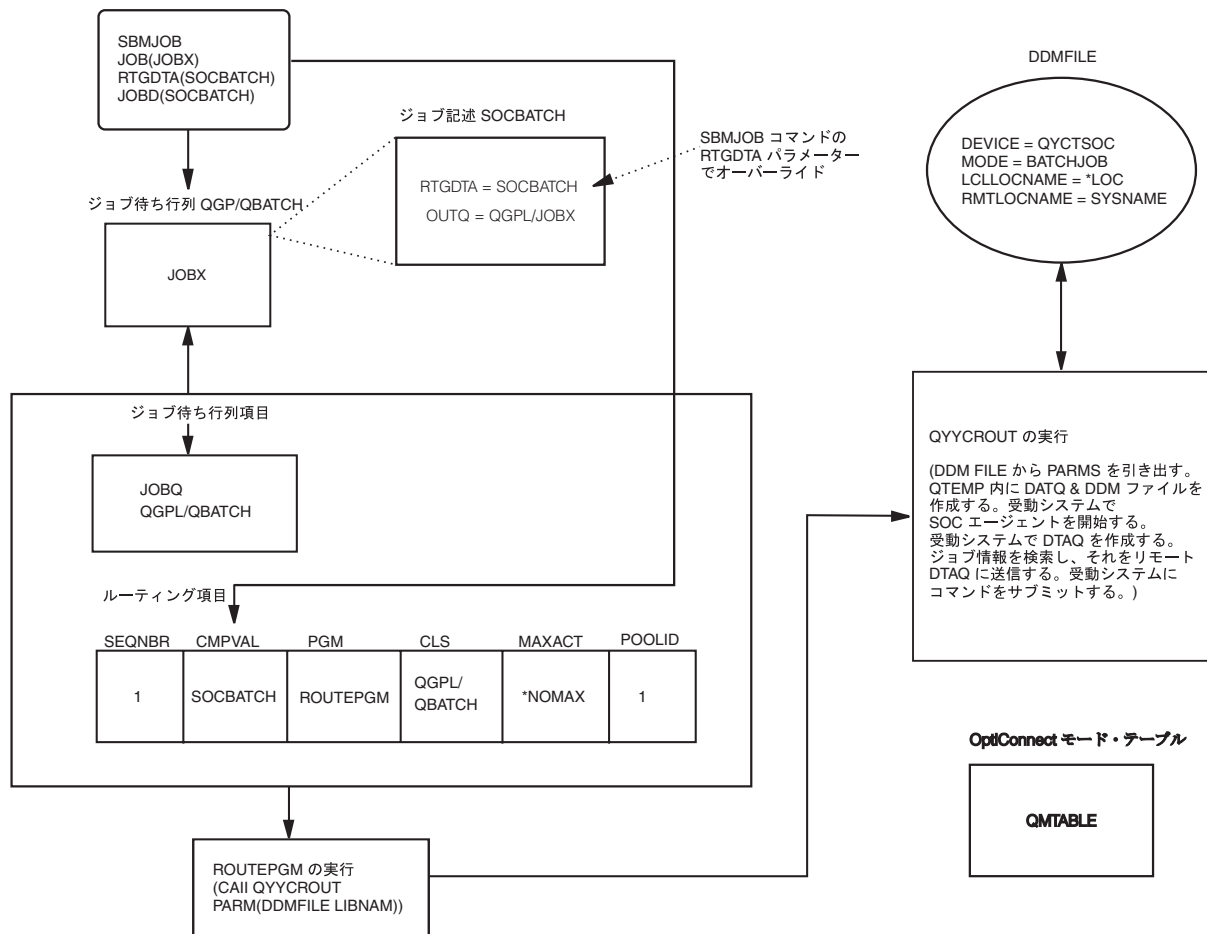 SBMJOB
JOB(JOBX)
RTGDTA(SOCBATCH)
JOBD(SOCBATCH)
ジョブ記述 SOCBATCH
RTGDTA = SOCBATCH
OUTQ = QGPL/JOBX
SBMJOB コマンドの
RTGDTA パラメーター
でオーバーライド
DDMFILE
DEVICE = QYCTSOC
MODE = BATCHJOB
LCLLOCNAME = *LOC
RMTLOCNAME = SYSNAME
ジョブ待ち行列 QGP/QBATCH
JOBX
ジョブ待ち行列項目
JOBQ
QGPL/QBATCH
ルーティング項目
SEQNBR CMPVAL PGM CLS MAXACT POOLID
1 SOCBATCH ROUTEPGM QGPL/ *NOMAX 1
QBATCH
ROUTEPGM の実行
(CAll QYYCROUT
PARM(DDMFILE LIBNAM))
QYYCROUT の実行
(DDM FILE から PARMS を引き出す。
QTEMP 内に DATQ & DDM ファイルを
作成する。受動システムで
SOC エージェントを開始する。
受動システムで DTAQ を作成する。
ジョブ情報を検索し、それをリモート
DTAQ に送信する。受動システムに
コマンドをサブミットする。)
OptiConnect モード・テーブル
QMTABLE